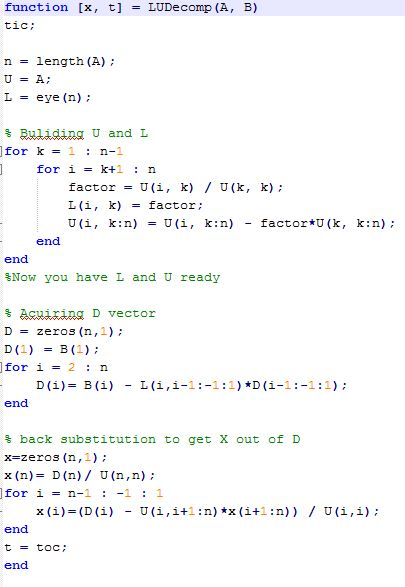 function [x, t] = LUDecomp(A, B)
tic;
n = length(A);
U = A;
L = eye(n);
% Buliding U and L
for k = 1 : n-1
for i = k+1 : n
factor = U(i, k) / U(k, k);
L(i, k) = factor;
U(i, k:n) = U(i, k:n) - factor*U(k, k:n);
end
end
%Now you have L and U ready
% Acuiring D vector
D = zeros(n,1);
D(1) = B(1);
for i = 2 : n
D(i)= B(i) - L(i,i-1:-1:1)*D(i-1:-1:1);
end
% back substitution to get X out of D
x=zeros(n,1);
x(n)= D(n)/ U(n,n);
for i = n-1 : -1 : 1
x(i)=(D(i) - U(i,i+1:n)*x(i+1:n)) / U(i,i);
end
t = toc;
end